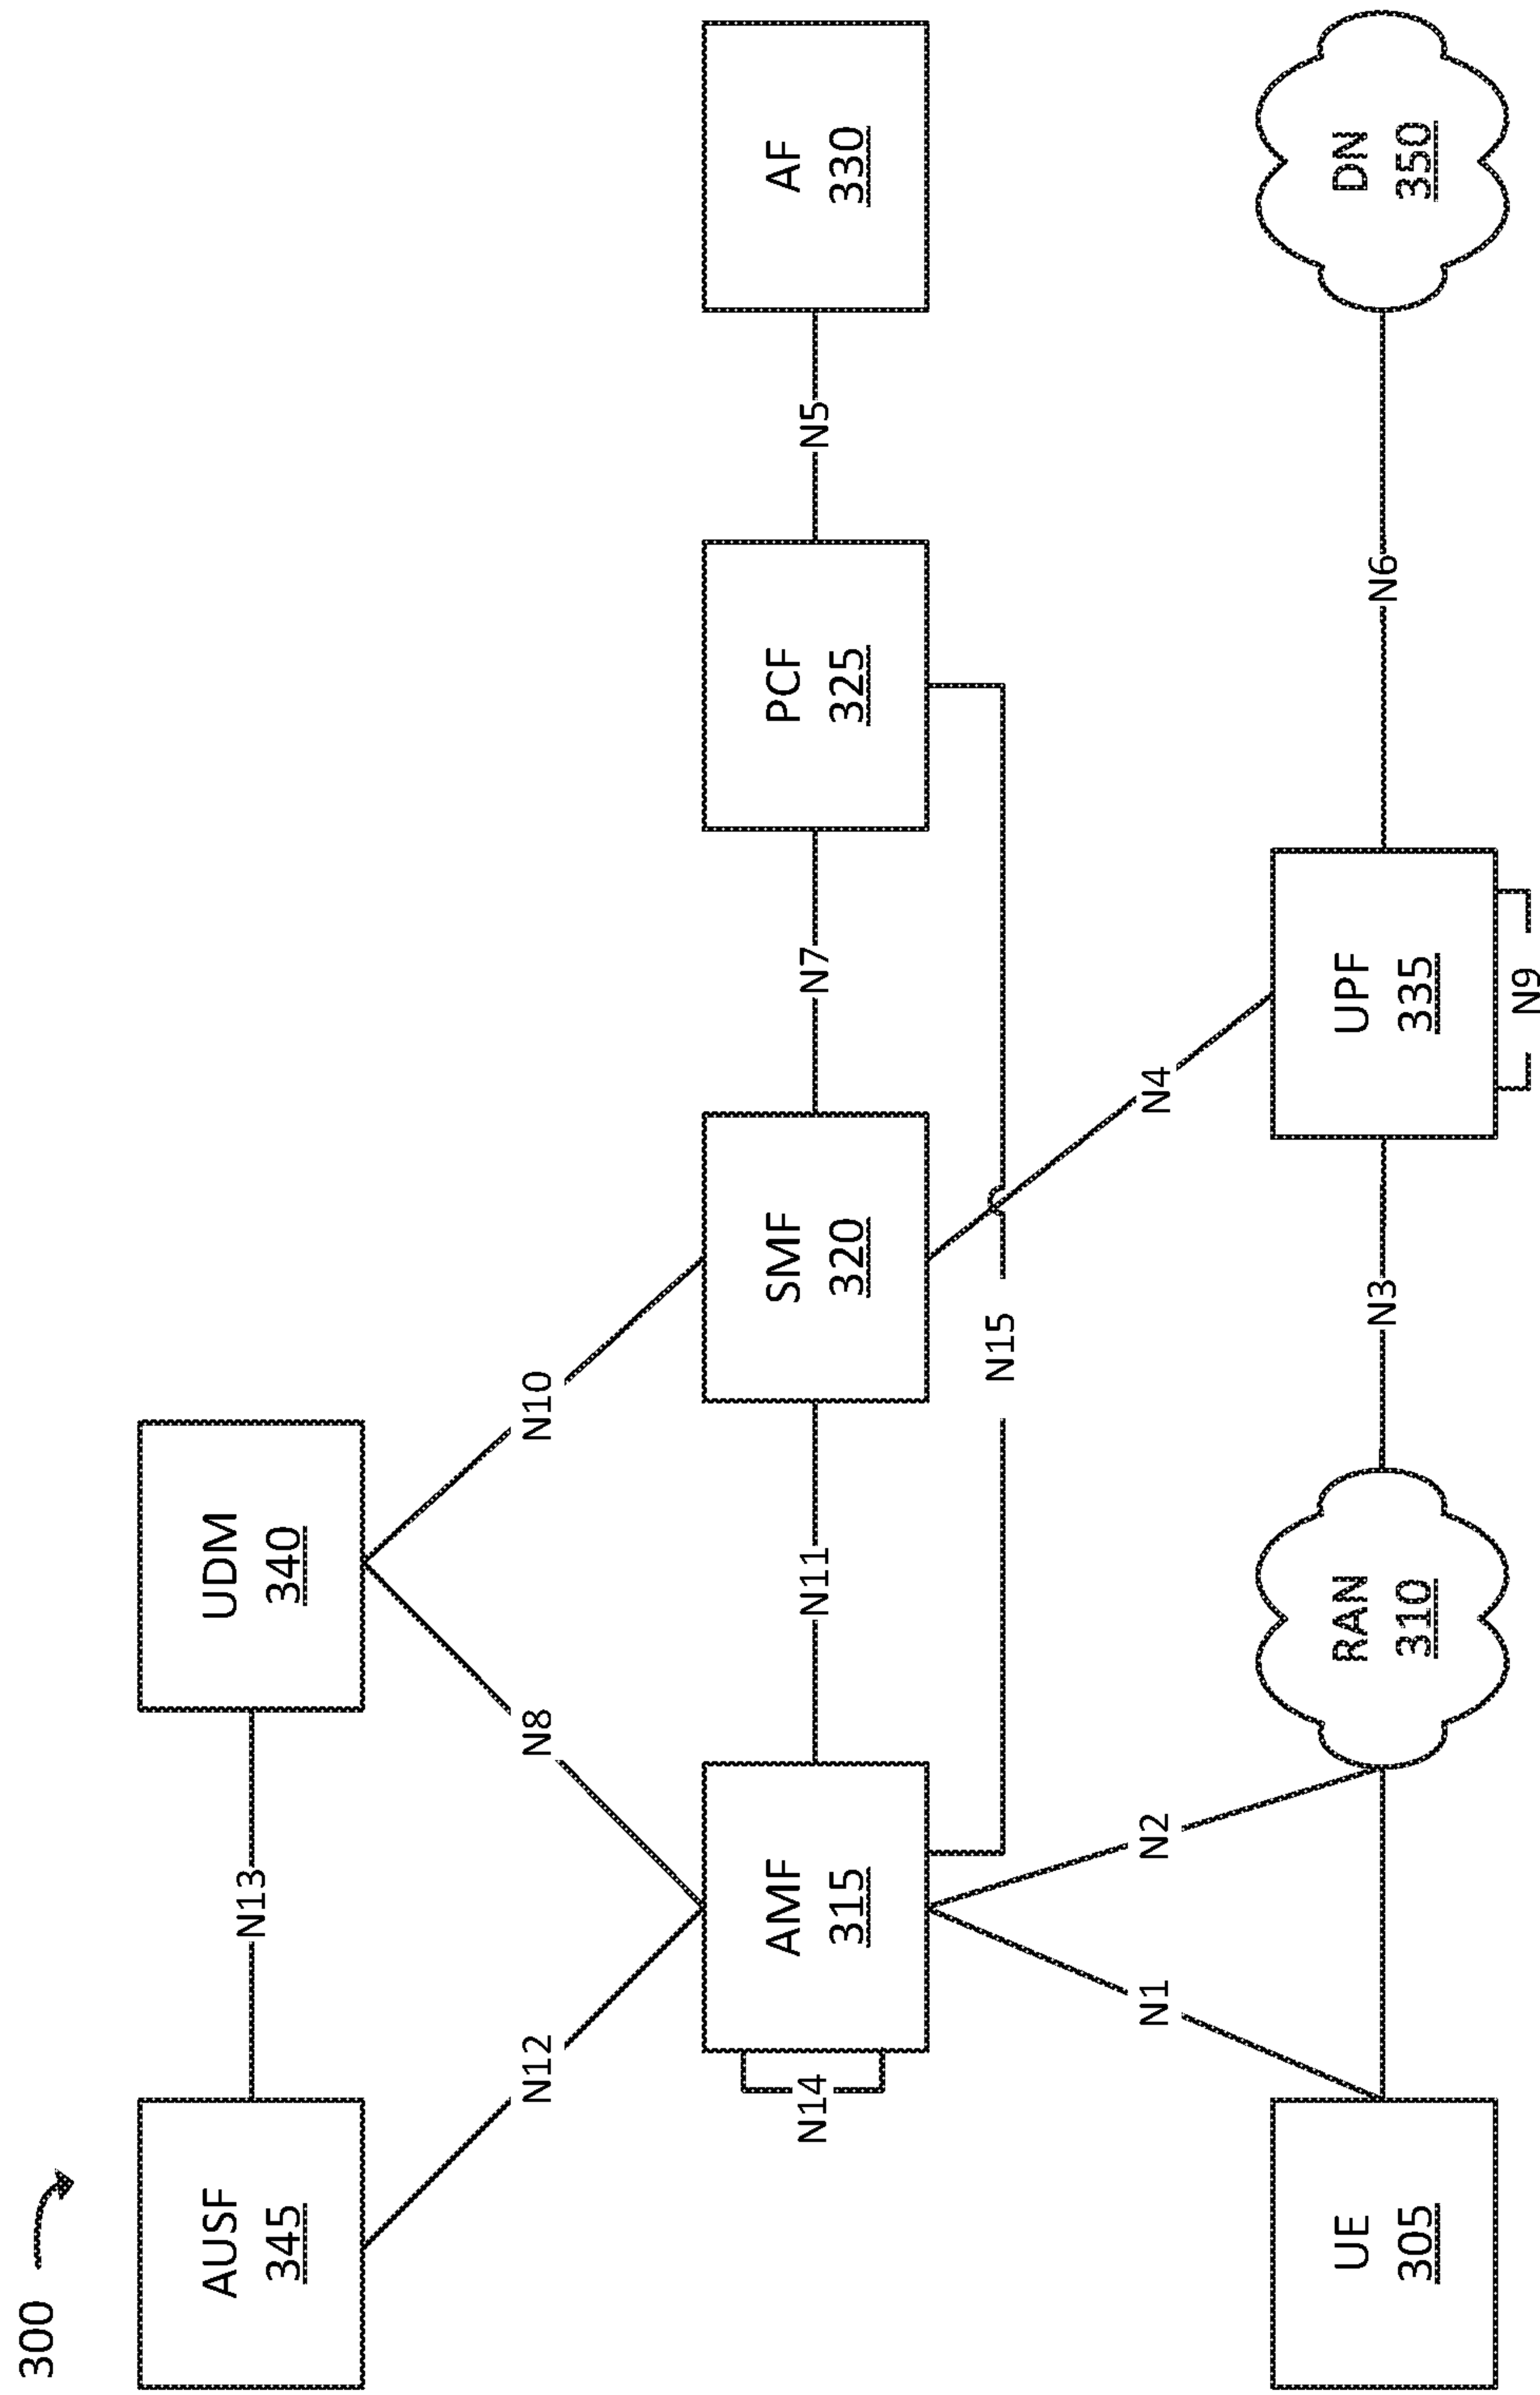 300
AUSF
345
N13
UDM
340
N12
N8
N10
N14
AMF
315
N11
SMF
320
N7
PCF
325
N5
AF
330
N15
N1
N2
N4
UE
305
RAN
310
N3
UPF
335
N6
DN
350
N9